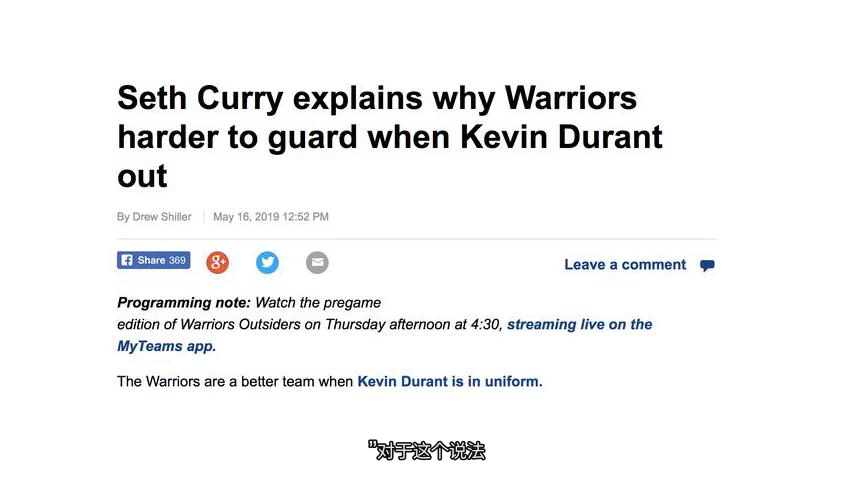 Seth Curry explains why Warriors
harder to guard when Kevin Durant
out
By Drew Shiller
May 16, 2019 12:52 PM
Share 369
g+
Leave a comment
Programming note: Watch the pregame
edition of Warriors Outsiders on Thursday afternoon at 4:30, streaming live on the
MyTeams app.
The Warriors are a better team when Kevin Durant is in uniform.
"对于这个说法